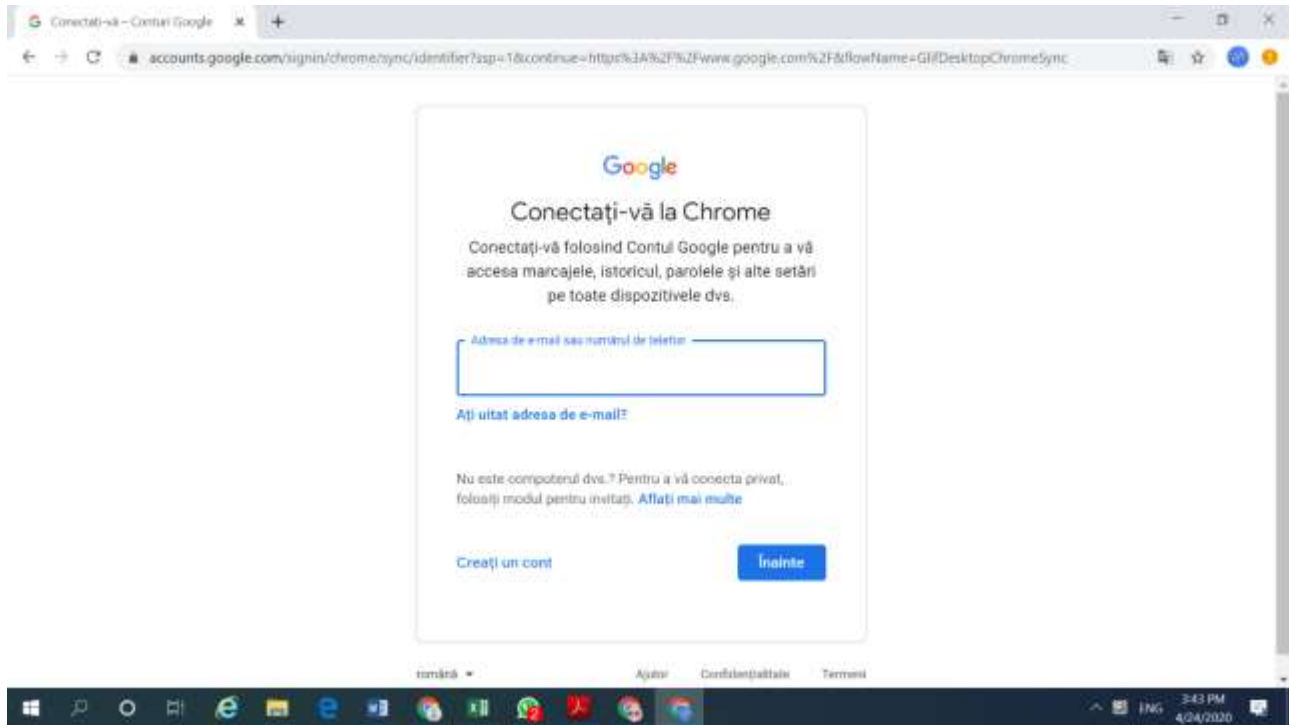 Conectați-vă – Conturi Google
accounts.google.com/signin/chrome/sync/identifier?ssp=1&continue=https%3A%2F%2Fwww.google.com%2F&flowName=GlifDesktopChromeSync
Google
Conectați-vă la Chrome
Conectați-vă folosind Contul Google pentru a vă
accesa marcajele, istoricul, parolele și alte setări
pe toate dispozitivele dvs.
Adresa de e-mail sau numărul de telefon
Ați uitat adresa de e-mail?
Nu este computerul dvs.? Pentru a vă conecta privat,
folosiți modul pentru invitați. Aflați mai multe
Creați un cont
Înainte
română
Ajutor Confidențialitate Termeni
ENG
3:43 PM
4/24/2020